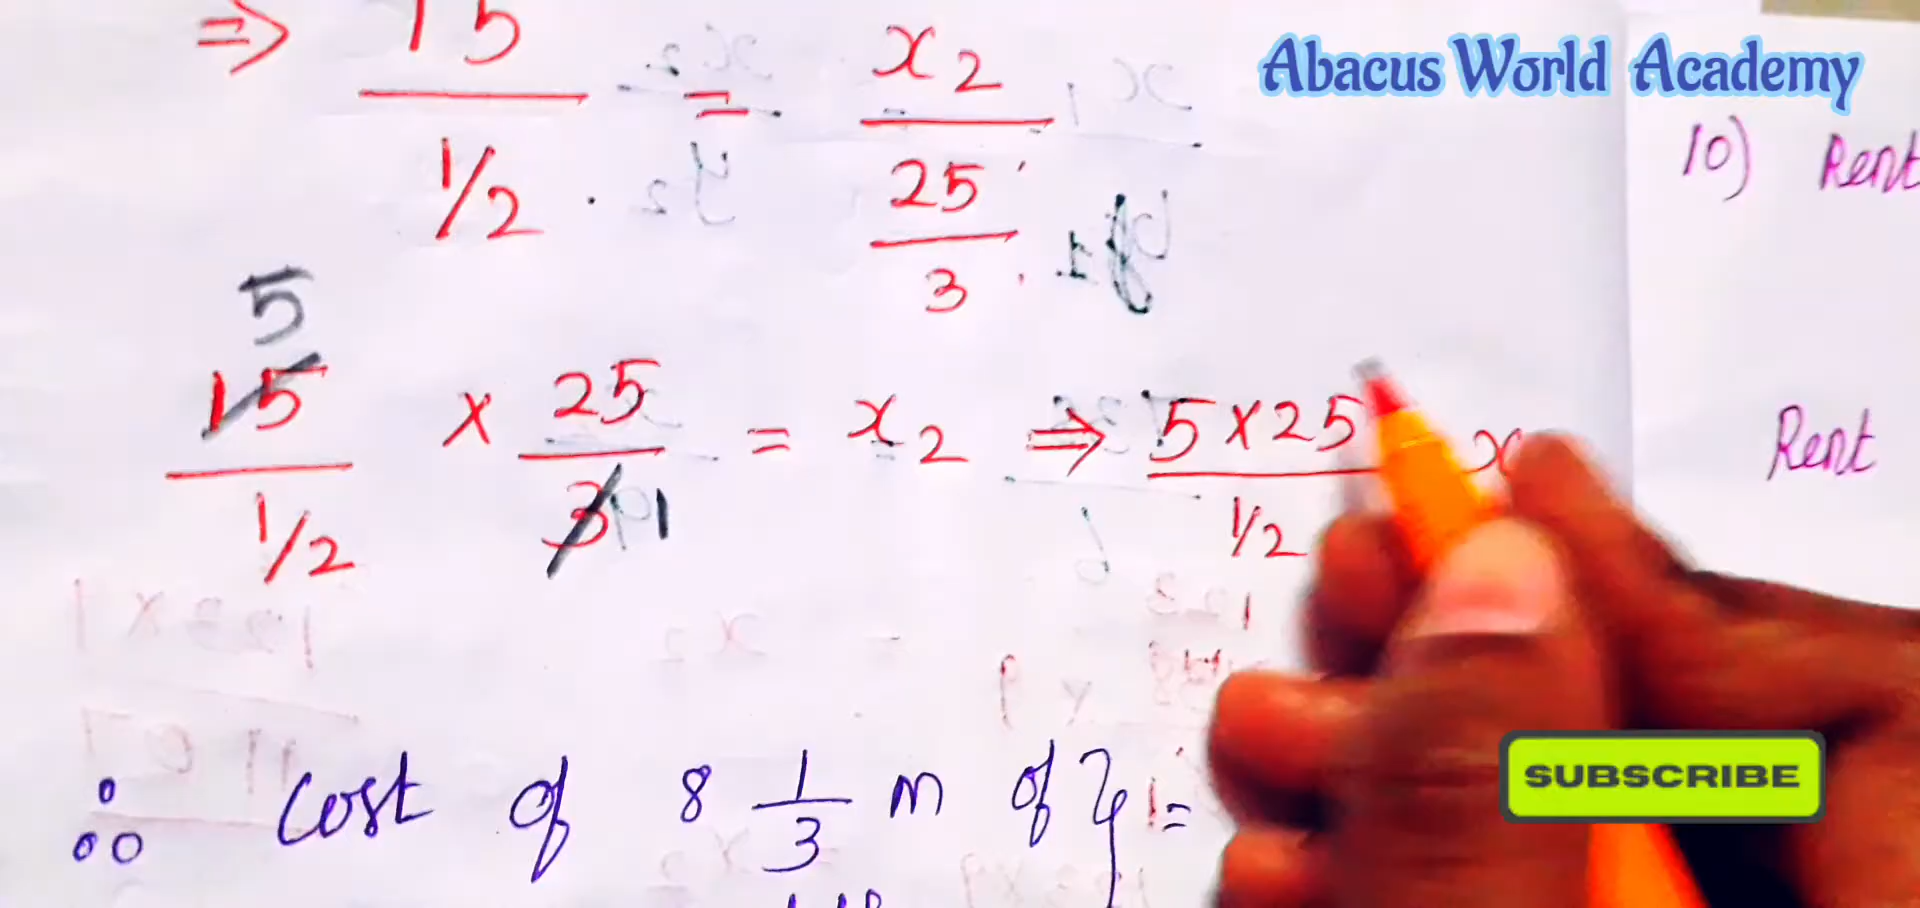 Abacus World Academy
⇒ 15 / 1/2 = x2 / 25/3
10) Rent
5
15 / 1/2 × 25 / 3 1 = x2 ⇒ 5×25 / 1/2 x
Rent
∴ Cost of 8 1/3 m of =
SUBSCRIBE